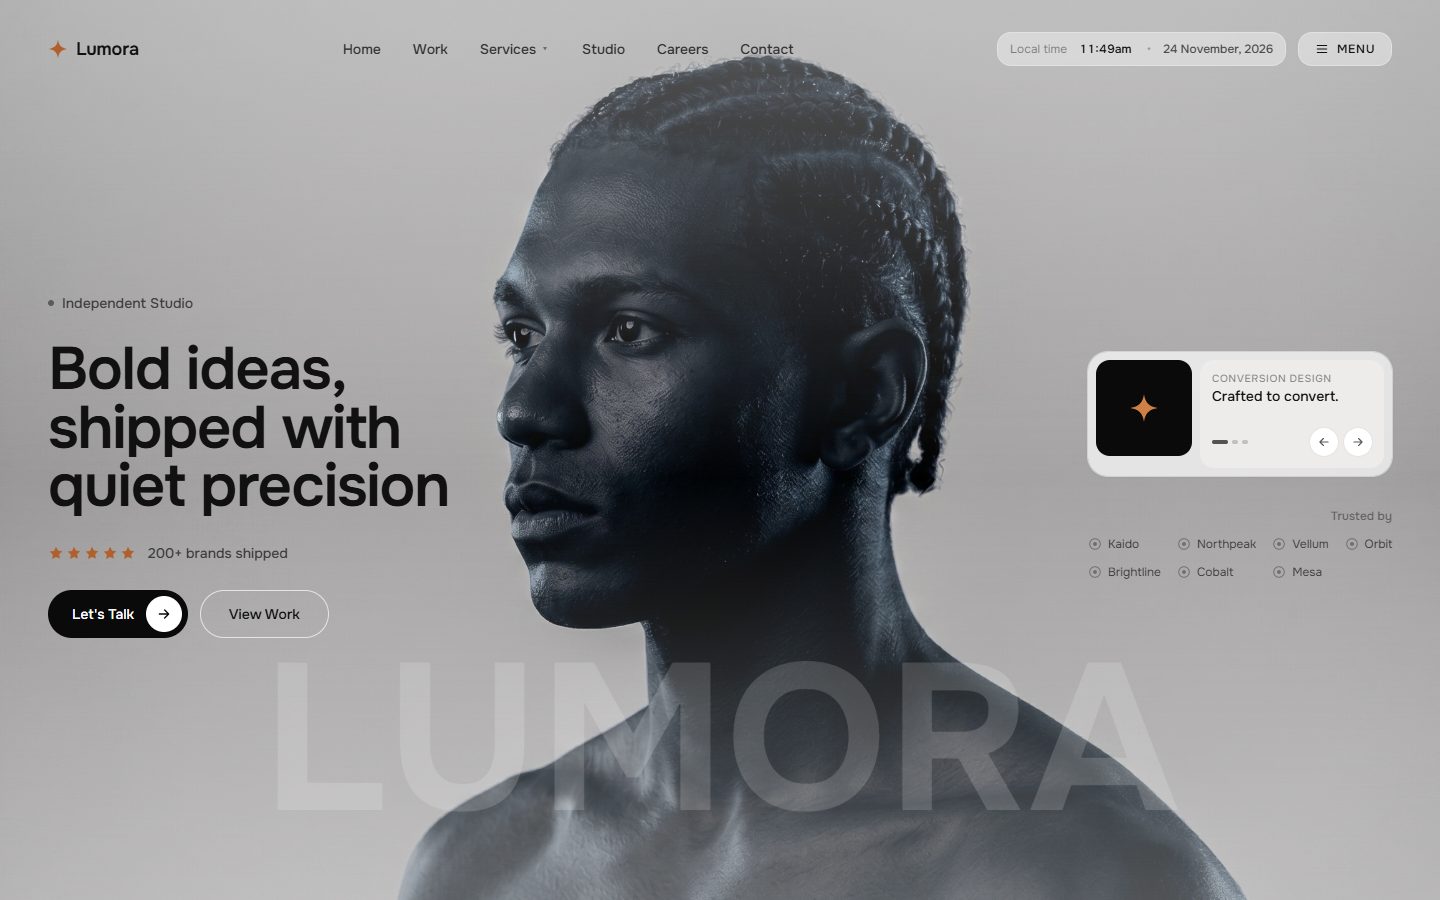 Lumora
Home Work Services Studio Careers Contact
Local time 11:49am • 24 November, 2026
MENU
Independent Studio
Bold ideas,
shipped with
quiet precision
200+ brands shipped
Let's Talk
View Work
CONVERSION DESIGN
Crafted to convert.
Trusted by
Kaido Northpeak Vellum Orbit
Brightline Cobalt Mesa
LUMORA